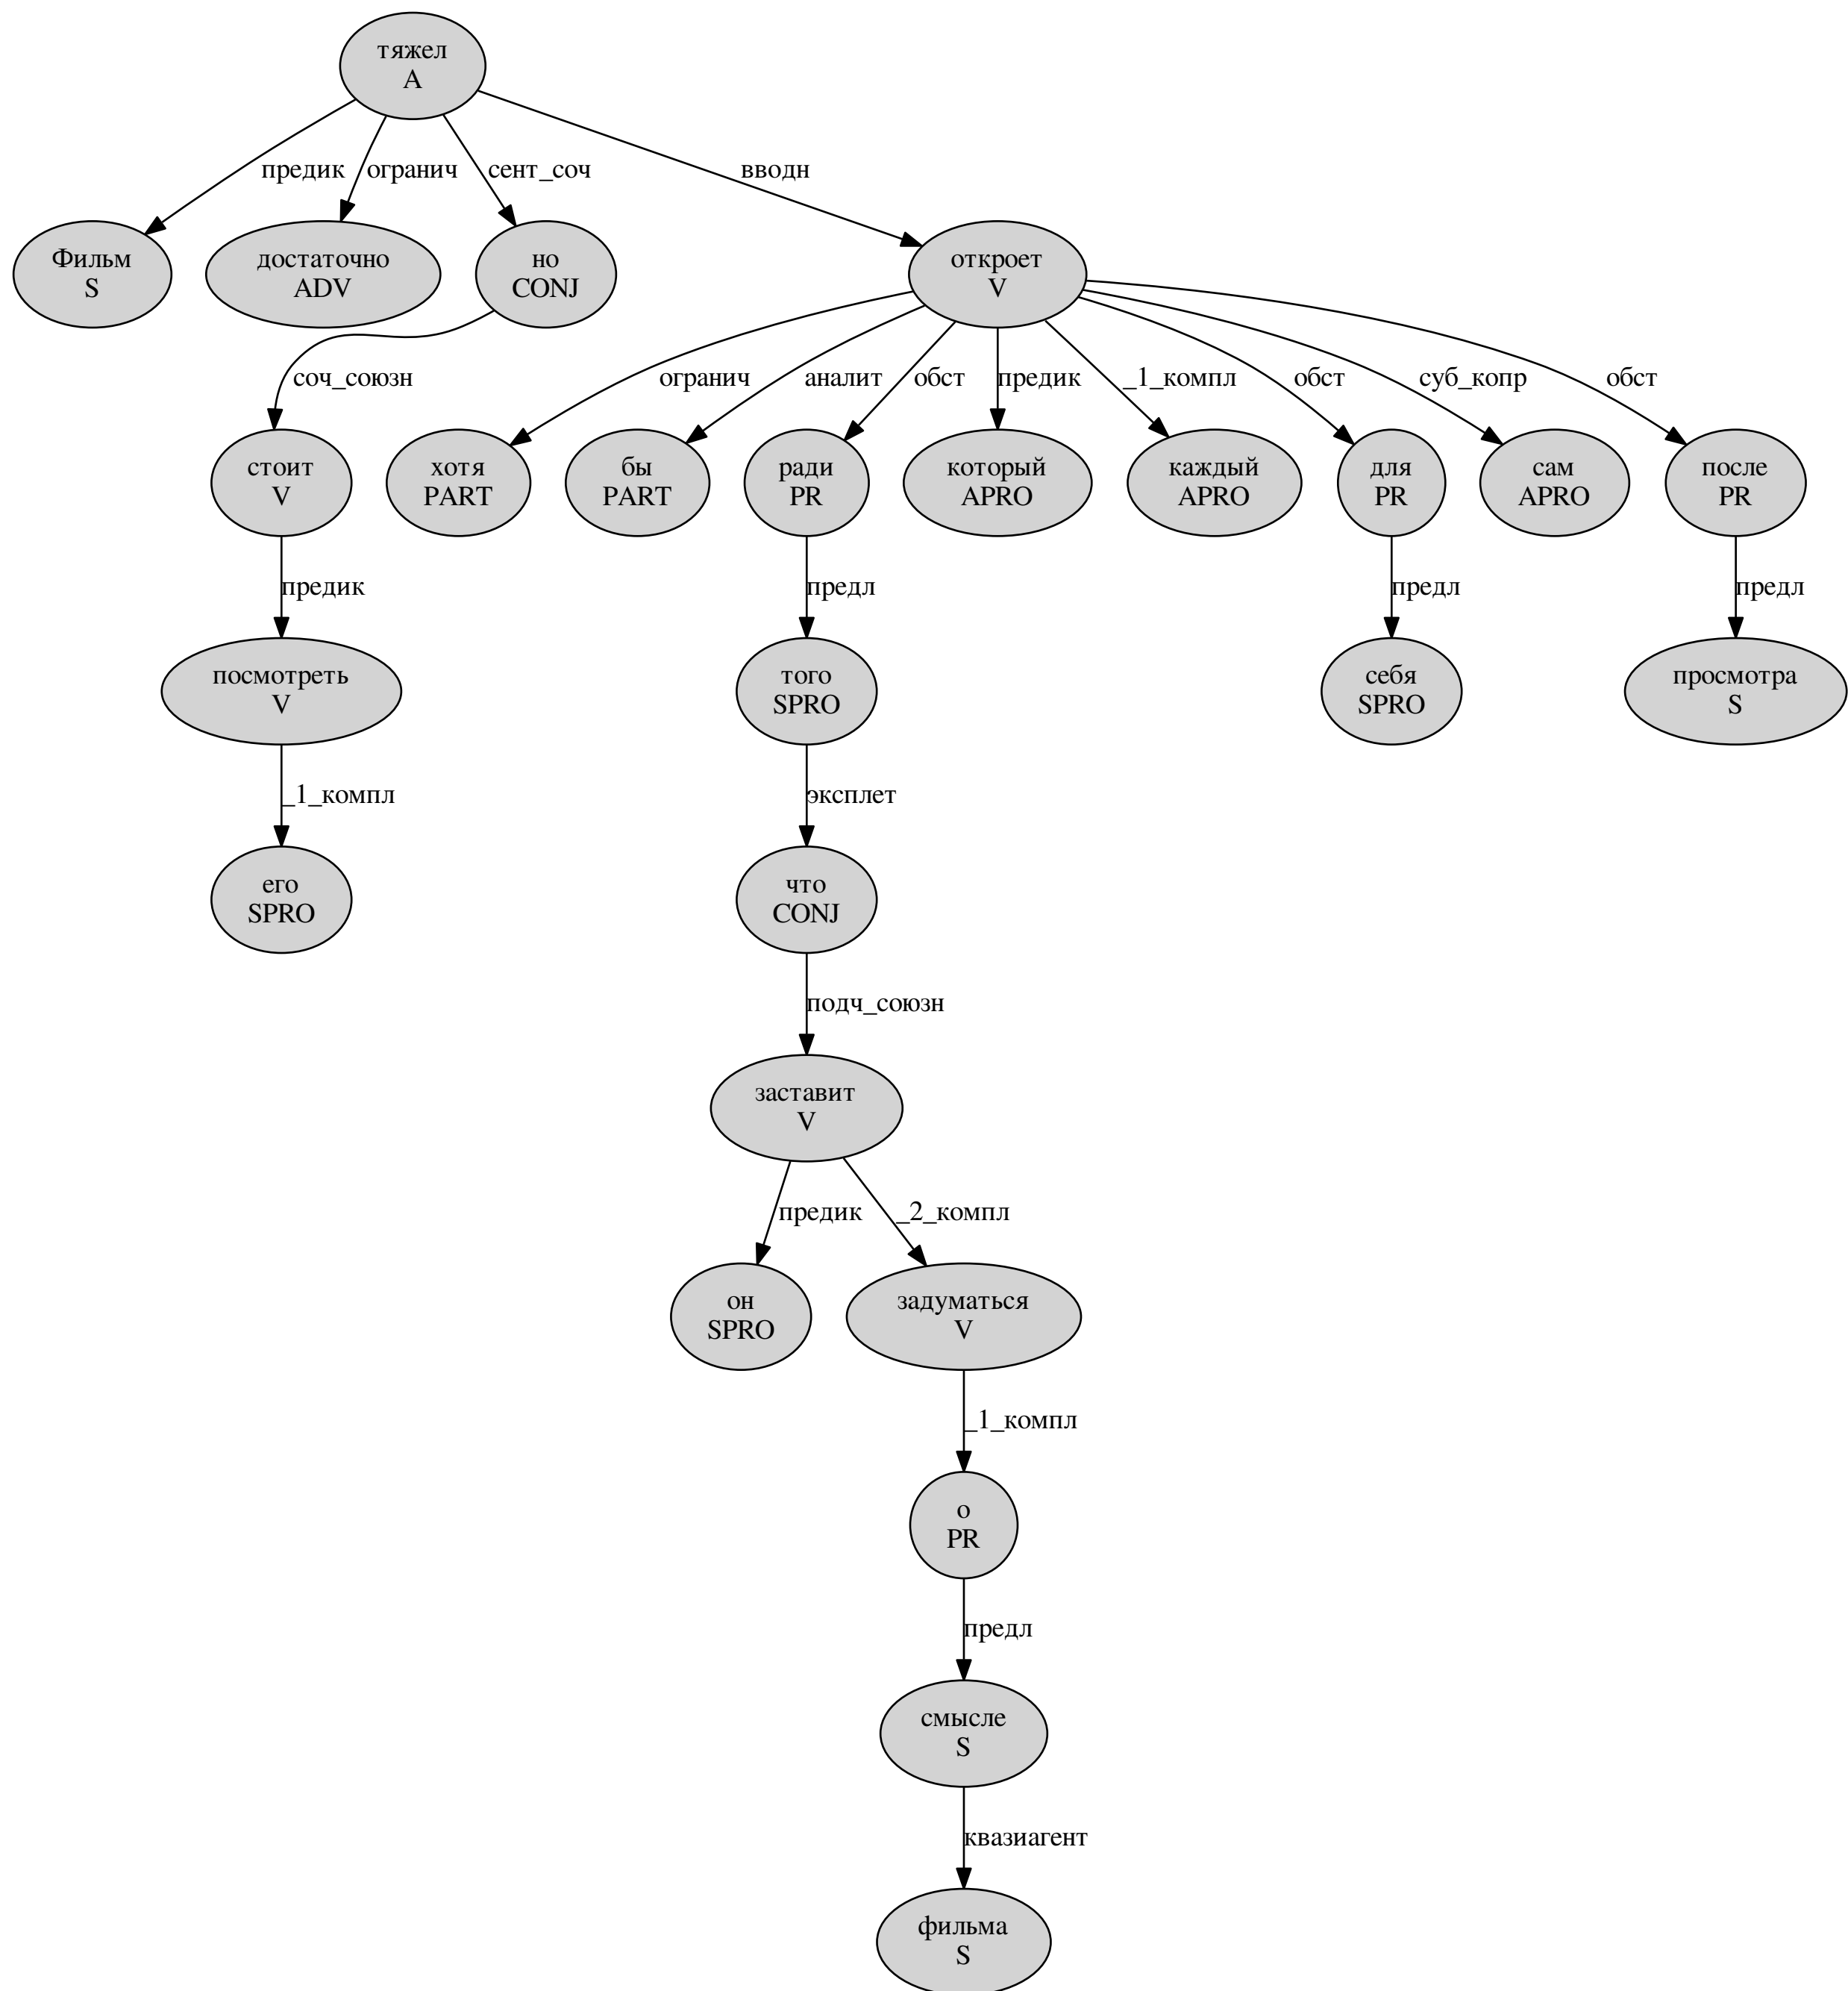 тяжел
A
предик
огранич
сент_соч
вводн
Фильм
S
достаточно
ADV
но
CONJ
откроет
V
соч_союзн
огранич
аналит
обст
предик
_1_компл
обст
суб_копр
обст
стоит
V
хотя
PART
бы
PART
ради
PR
который
APRO
каждый
APRO
для
PR
сам
APRO
после
PR
предик
предл
предл
предл
посмотреть
V
того
SPRO
себя
SPRO
просмотра
S
_1_компл
эксплет
его
SPRO
что
CONJ
подч_союзн
заставит
V
предик
_2_компл
он
SPRO
задуматься
V
_1_компл
о
PR
предл
смысле
S
квазиагент
фильма
S